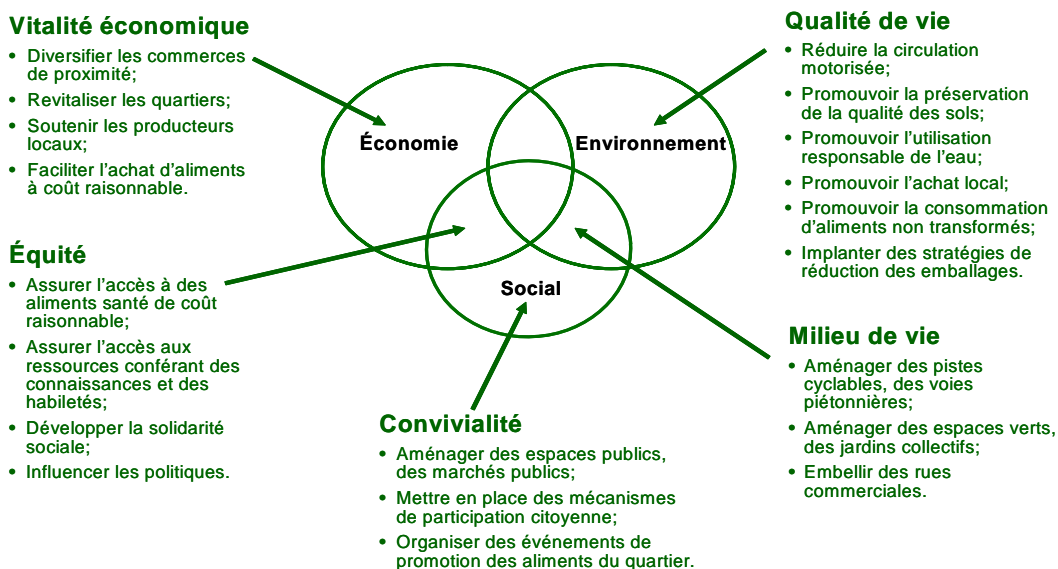 Vitalité économique
• Diversifier les commerces
de proximité;
• Revitaliser les quartiers;
• Soutenir les producteurs
locaux;
• Faciliter l'achat d'aliments
à coût raisonnable.
Équité
• Assurer l'accès à des
aliments santé de coût
raisonnable;
• Assurer l'accès aux
ressources conférant des
connaissances et des
habiletés;
• Développer la solidarité
sociale;
• Influencer les politiques.
Économie
Environnement
Social
Convivialité
• Aménager des espaces publics,
des marchés publics;
• Mettre en place des mécanismes
de participation citoyenne;
• Organiser des événements de
promotion des aliments du quartier.
Qualité de vie
• Réduire la circulation
motorisée;
• Promouvoir la préservation
de la qualité des sols;
• Promouvoir l'utilisation
responsable de l'eau;
• Promouvoir l'achat local;
• Promouvoir la consommation
d'aliments non transformés;
• Implanter des stratégies de
réduction des emballages.
Milieu de vie
• Aménager des pistes
cyclables, des voies
piétonnières;
• Aménager des espaces verts,
des jardins collectifs;
• Embellir des rues
commerciales.